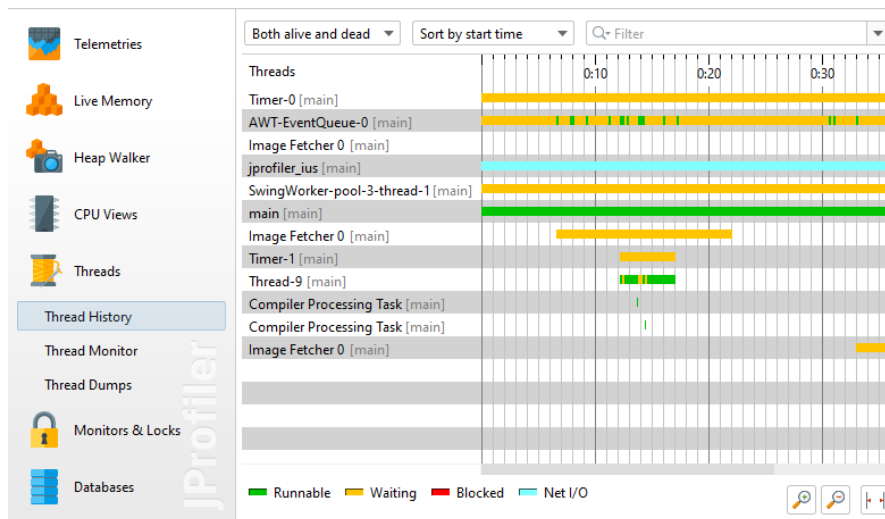 Telemetries
Live Memory
Heap Walker
CPU Views
Threads
Thread History
Thread Monitor
Thread Dumps
Monitors & Locks
Databases
JProfiler
Both alive and dead
Sort by start time
Filter
Threads
0:10 0:20 0:30
Timer-0 [main]
AWT-EventQueue-0 [main]
Image Fetcher 0 [main]
jprofiler_ius [main]
SwingWorker-pool-3-thread-1 [main]
main [main]
Image Fetcher 0 [main]
Timer-1 [main]
Thread-9 [main]
Compiler Processing Task [main]
Compiler Processing Task [main]
Image Fetcher 0 [main]
Runnable Waiting Blocked Net I/O